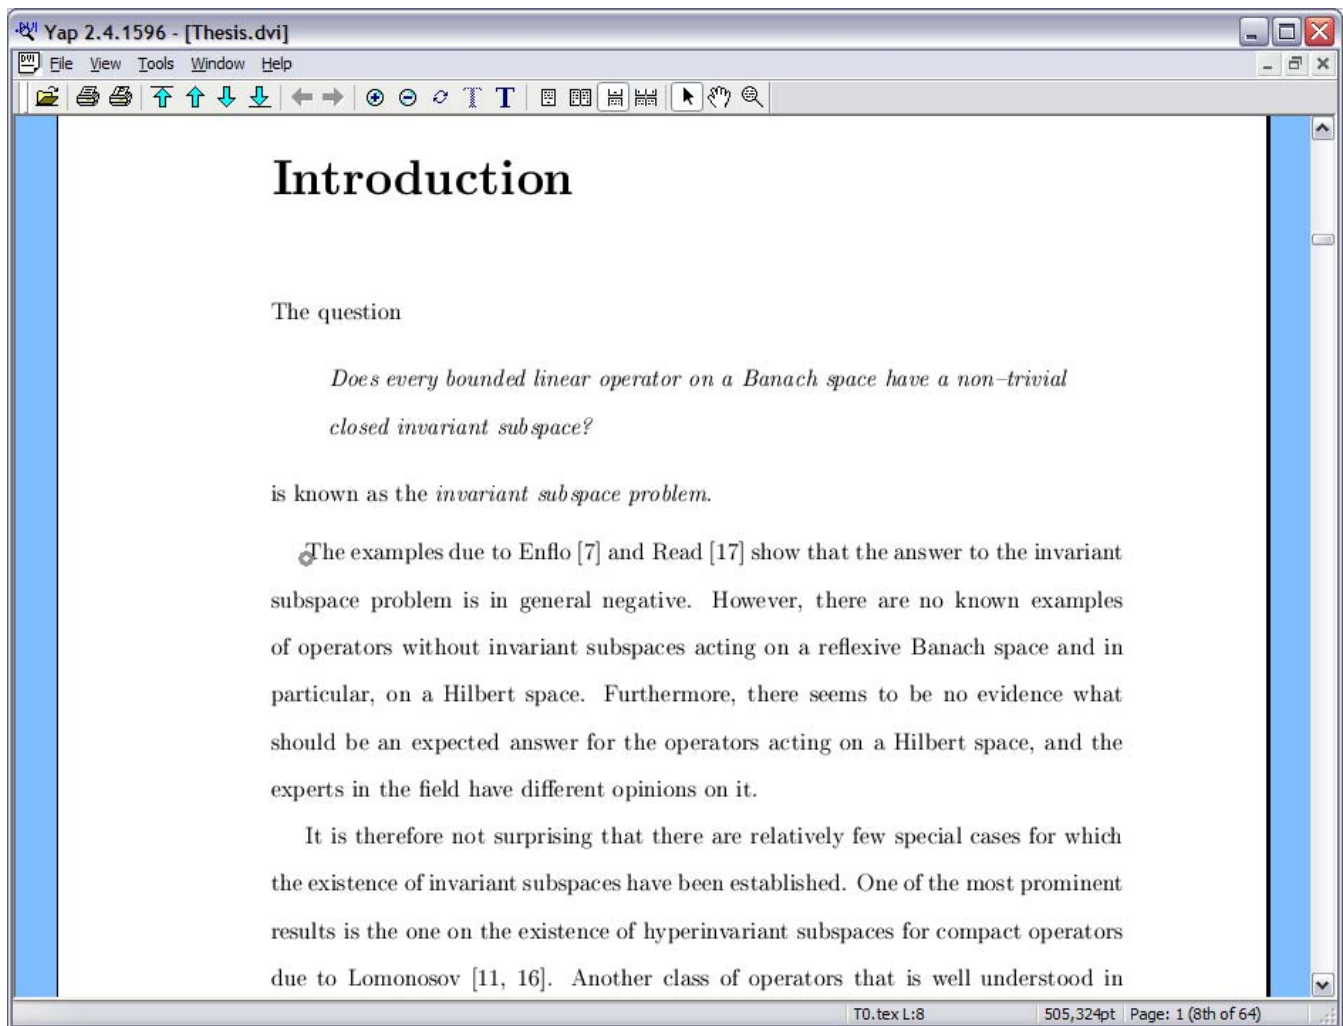 Yap 2.4.1596 - [Thesis.dvi]
File View Tools Window Help
Introduction
The question
Does every bounded linear operator on a Banach space have a non–trivial
closed invariant subspace?
is known as the invariant subspace problem.
The examples due to Enflo [7] and Read [17] show that the answer to the invariant
subspace problem is in general negative. However, there are no known examples
of operators without invariant subspaces acting on a reflexive Banach space and in
particular, on a Hilbert space. Furthermore, there seems to be no evidence what
should be an expected answer for the operators acting on a Hilbert space, and the
experts in the field have different opinions on it.
It is therefore not surprising that there are relatively few special cases for which
the existence of invariant subspaces have been established. One of the most prominent
results is the one on the existence of hyperinvariant subspaces for compact operators
due to Lomonosov [11, 16]. Another class of operators that is well understood in
T0.tex L:8 505,324pt Page: 1 (8th of 64)